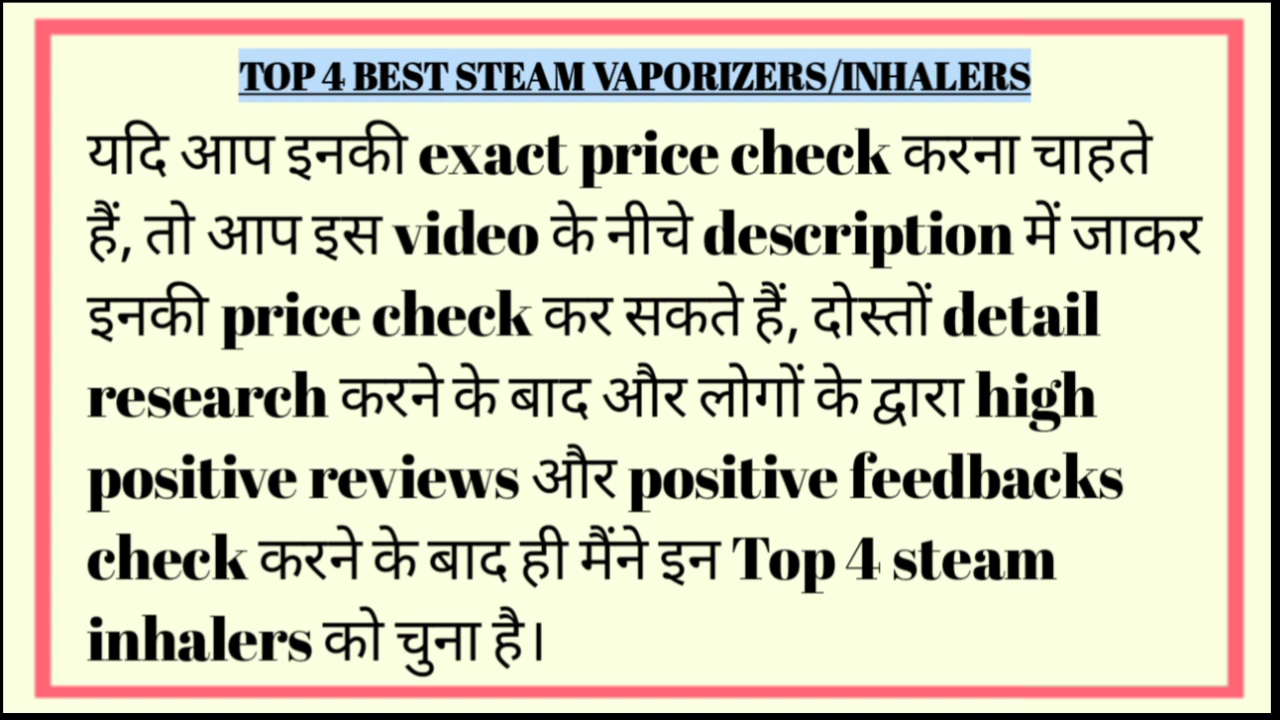 TOP 4 BEST STEAM VAPORIZERS/INHALERS
यदि आप इनकी exact price check करना चाहते
हैं, तो आप इस video के नीचे description में जाकर
इनकी price check कर सकते हैं, दोस्तों detail
research करने के बाद और लोगों के द्वारा high
positive reviews और positive feedbacks
check करने के बाद ही मैंने इन Top 4 steam
inhalers को चुना है।